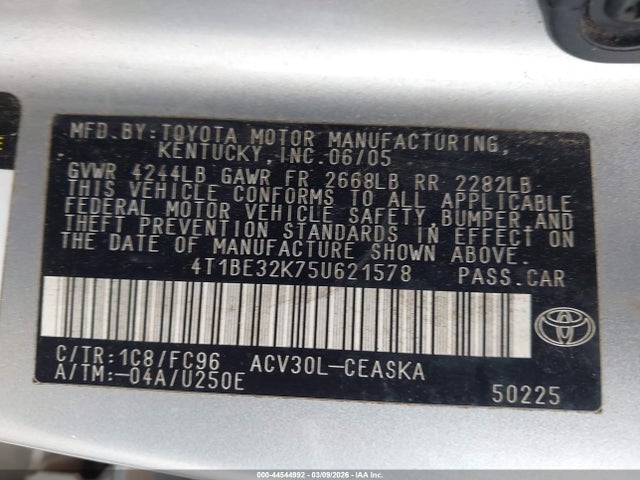 MFD.BY:TOYOTA MOTOR MANUFACTURING,
KENTUCKY,INC.06/05
GVWR 4244LB GAWR FR 2668LB RR 2282LB
THIS VEHICLE CONFORMS TO ALL APPLICABLE
FEDERAL MOTOR VEHICLE SAFETY,BUMPER AND
THEFT PREVENTION STANDARDS IN EFFECT ON
THE DATE OF MANUFACTURE SHOWN ABOVE.
4T1BE32K75U621578 PASS.CAR
C/TR:1C8/FC96 ACV30L-CEASKA
A/TM:-04A/U250E
50225
000-44544992 | 03/09/2026 | IAAI.COM